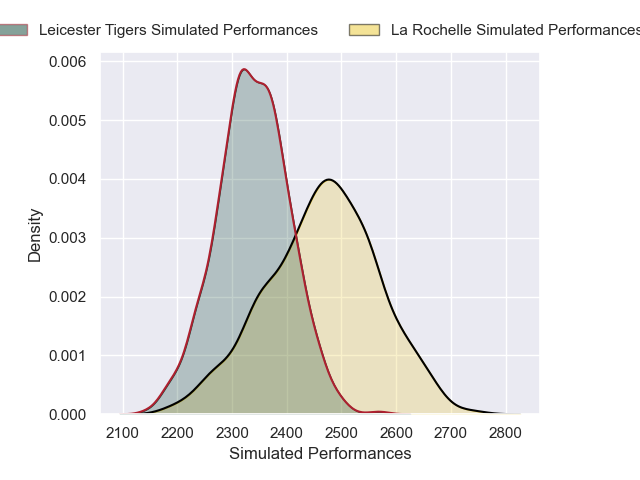 Leicester Tigers Simulated Performances La Rochelle Simulated Performances
0.006
0.005
0.004
0.003
0.002
0.001
0.000
Density
2100 2200 2300 2400 2500 2600 2700 2800
Simulated Performances